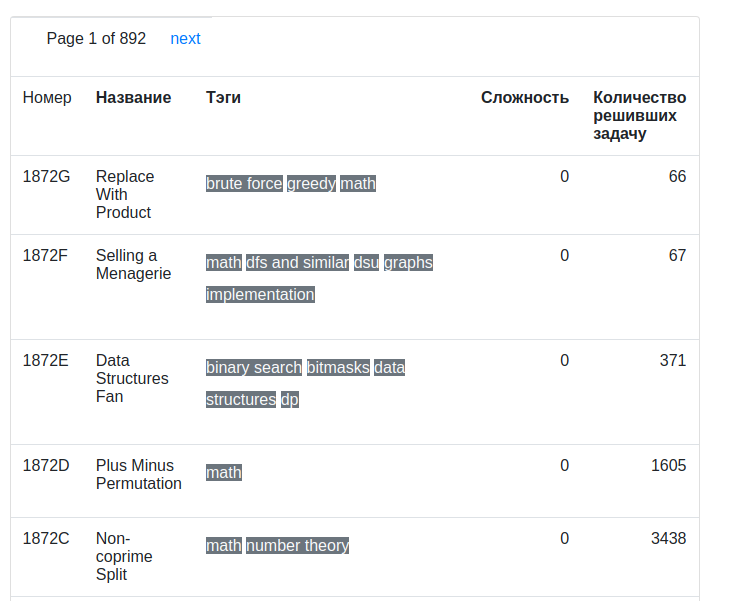 Page 1 of 892 next
Номер Название Тэги Сложность Количество
решивших
задачу
1872G Replace brute force greedy math 0 66
With
Product
1872F Selling a math dfs and similar dsu graphs 0 67
Menagerie
implementation
1872E Data binary search bitmasks data 0 371
Structures
Fan structures dp
1872D Plus Minus math 0 1605
Permutation
1872C Non- math number theory 0 3438
coprime
Split